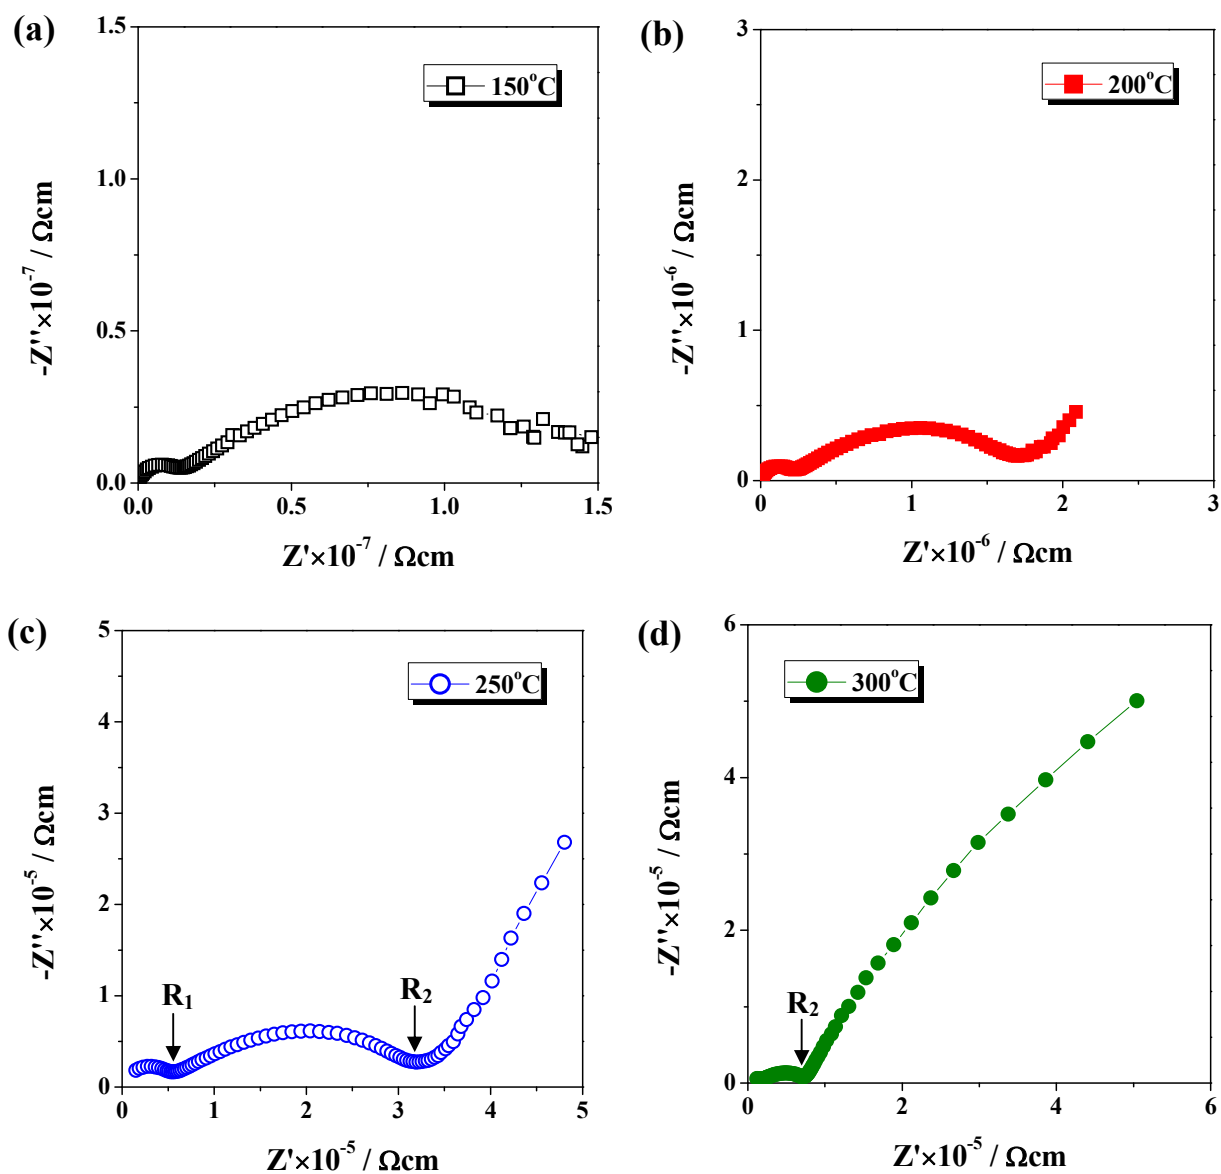 (a)
1.5
1.0
0.5
0.0
-Z''×10⁻⁷ / Ωcm
150°C
0.0 0.5 1.0 1.5
Z'×10⁻⁷ / Ωcm
(b)
3
2
1
0
-Z''×10⁻⁶ / Ωcm
200°C
0 1 2 3
Z'×10⁻⁶ / Ωcm
(c)
5
4
3
2
1
0
-Z''×10⁻⁵ / Ωcm
250°C
R₁
R₂
0 1 2 3 4 5
Z'×10⁻⁵ / Ωcm
(d)
6
4
2
0
-Z''×10⁻⁵ / Ωcm
300°C
R₂
0 2 4 6
Z'×10⁻⁵ / Ωcm